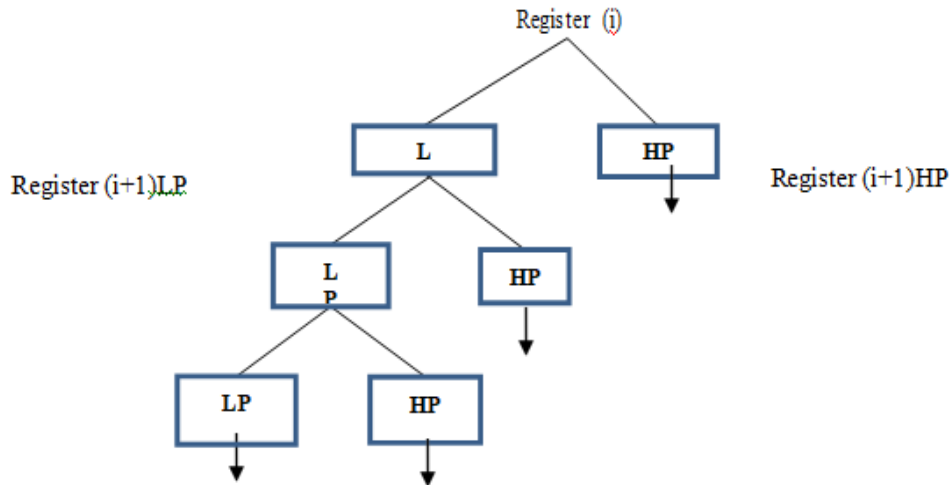 Register (i)
L
HP
Register (i+1)LP
Register (i+1)HP
L
P
HP
LP
HP